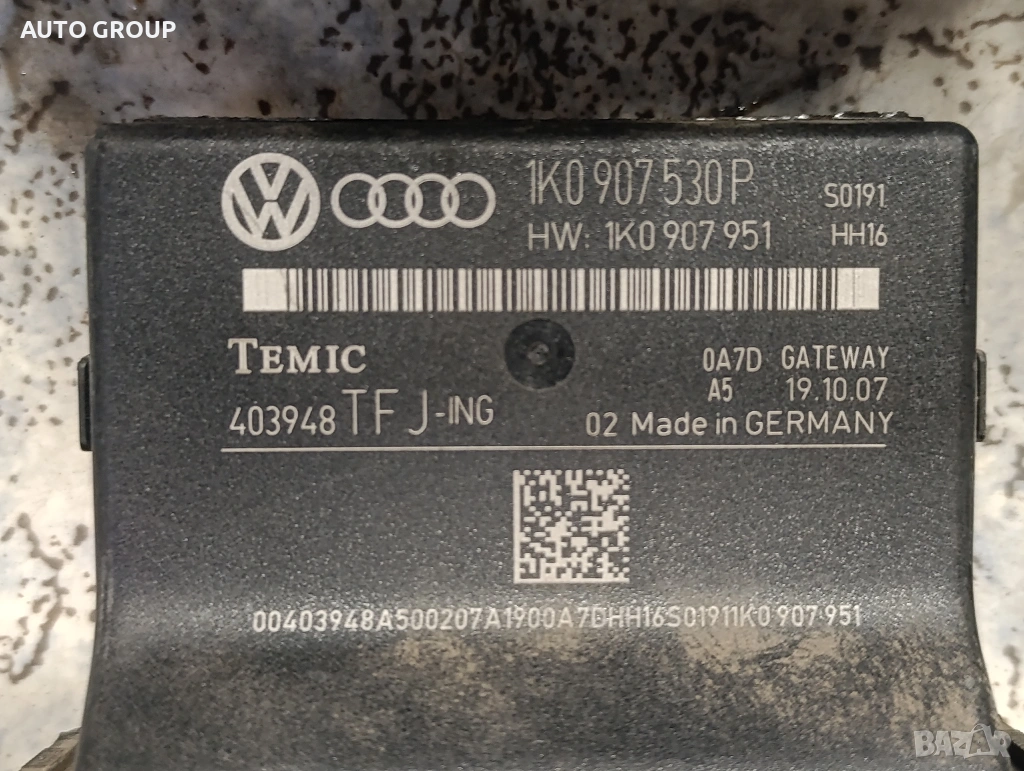 AUTO GROUP
1K0 907 530 P
S0191
HW: 1K0 907 951
HH16
TEMIC
0A7D GATEWAY
A5 19.10.07
403948 TF J-ING
02 Made in GERMANY
00403948A500207A1900A7DHH16S01911K0 907 951
BAZAR